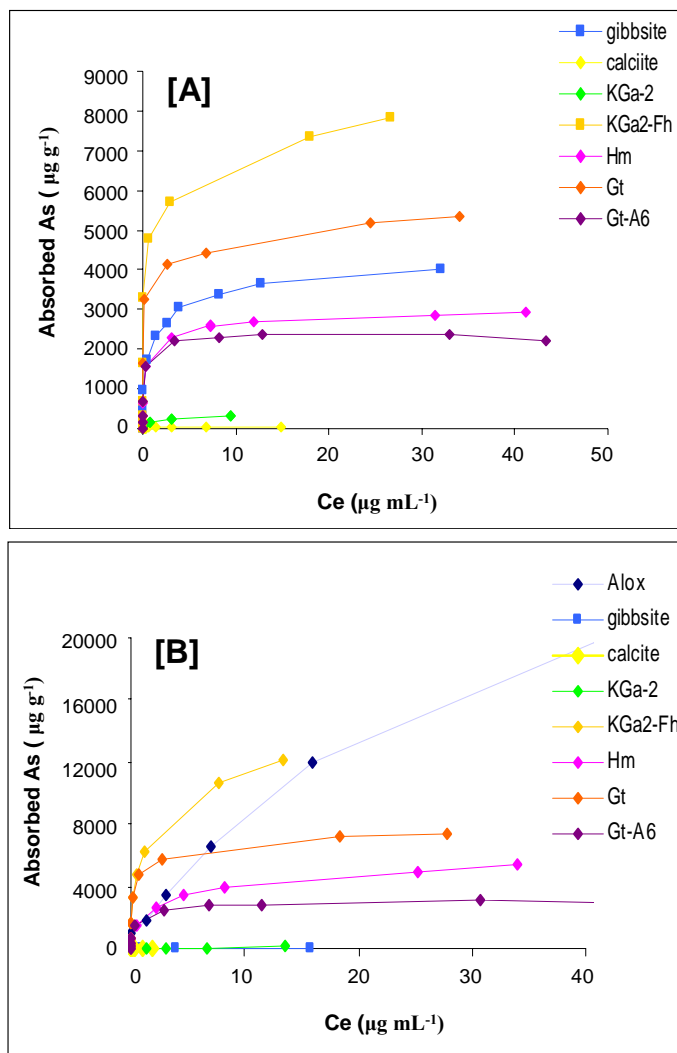 [A]
gibbsite
calciite
KGa-2
KGa2-Fh
Hm
Gt
Gt-A6
Absorbed As ( µg g⁻¹)
9000
8000
7000
6000
5000
4000
3000
2000
1000
0
0 10 20 30 40 50
Ce (µg mL⁻¹)
[B]
Alox
gibbsite
calcite
KGa-2
KGa2-Fh
Hm
Gt
Gt-A6
Absorbed As ( µg g⁻¹)
20000
16000
12000
8000
4000
0
0 10 20 30 40
Ce (µg mL⁻¹)